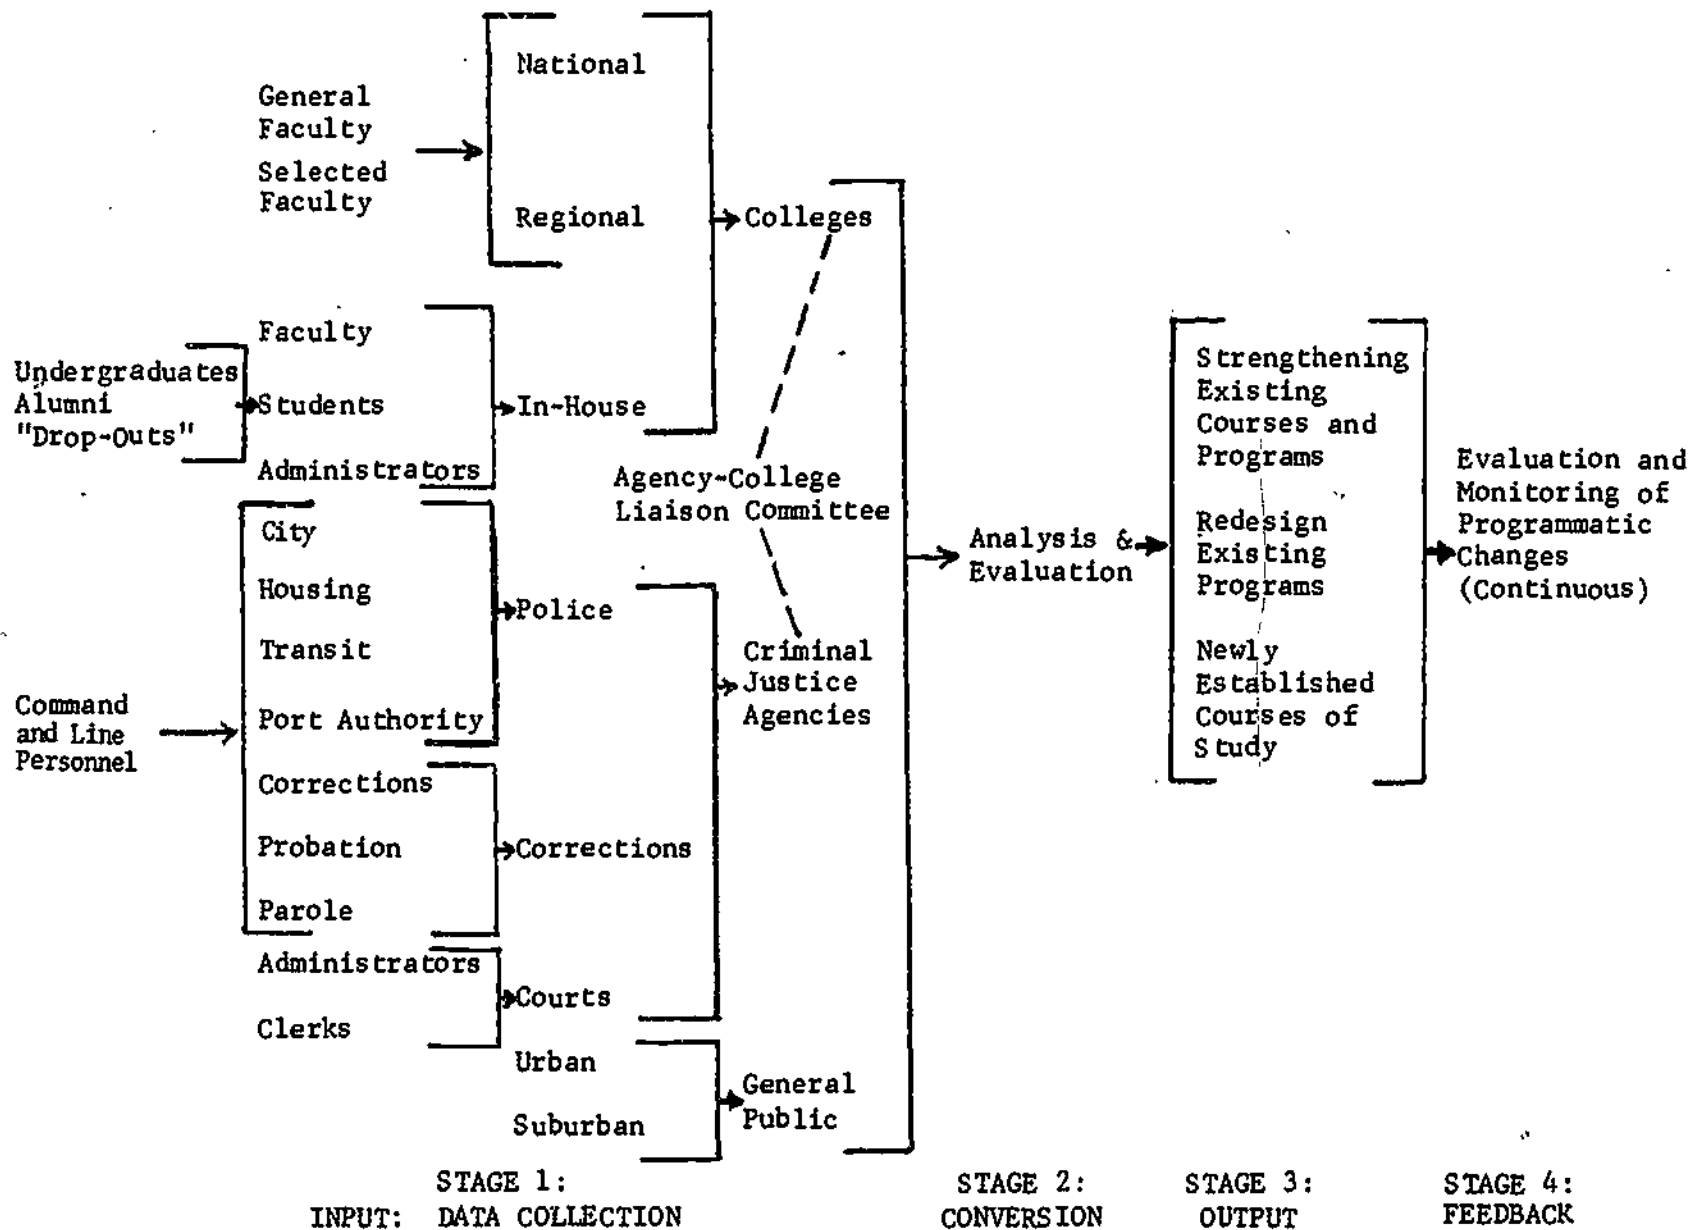 National
General
Faculty
Selected
Faculty
Regional
Colleges
Faculty
Undergraduates
Alumni
"Drop-Outs"
Students
In-House
Administrators
Agency-College
Liaison Committee
City
Housing
Transit
Port Authority
Police
Command
and Line
Personnel
Corrections
Probation
Parole
Corrections
Administrators
Clerks
Courts
Criminal
Justice
Agencies
Urban
Suburban
General
Public
Analysis &
Evaluation
Strengthening
Existing
Courses and
Programs
Redesign
Existing
Programs
Newly
Established
Courses of
Study
Evaluation and
Monitoring of
Programmatic
Changes
(Continuous)
STAGE 1:
INPUT: DATA COLLECTION
STAGE 2:
CONVERSION
STAGE 3:
OUTPUT
STAGE 4:
FEEDBACK